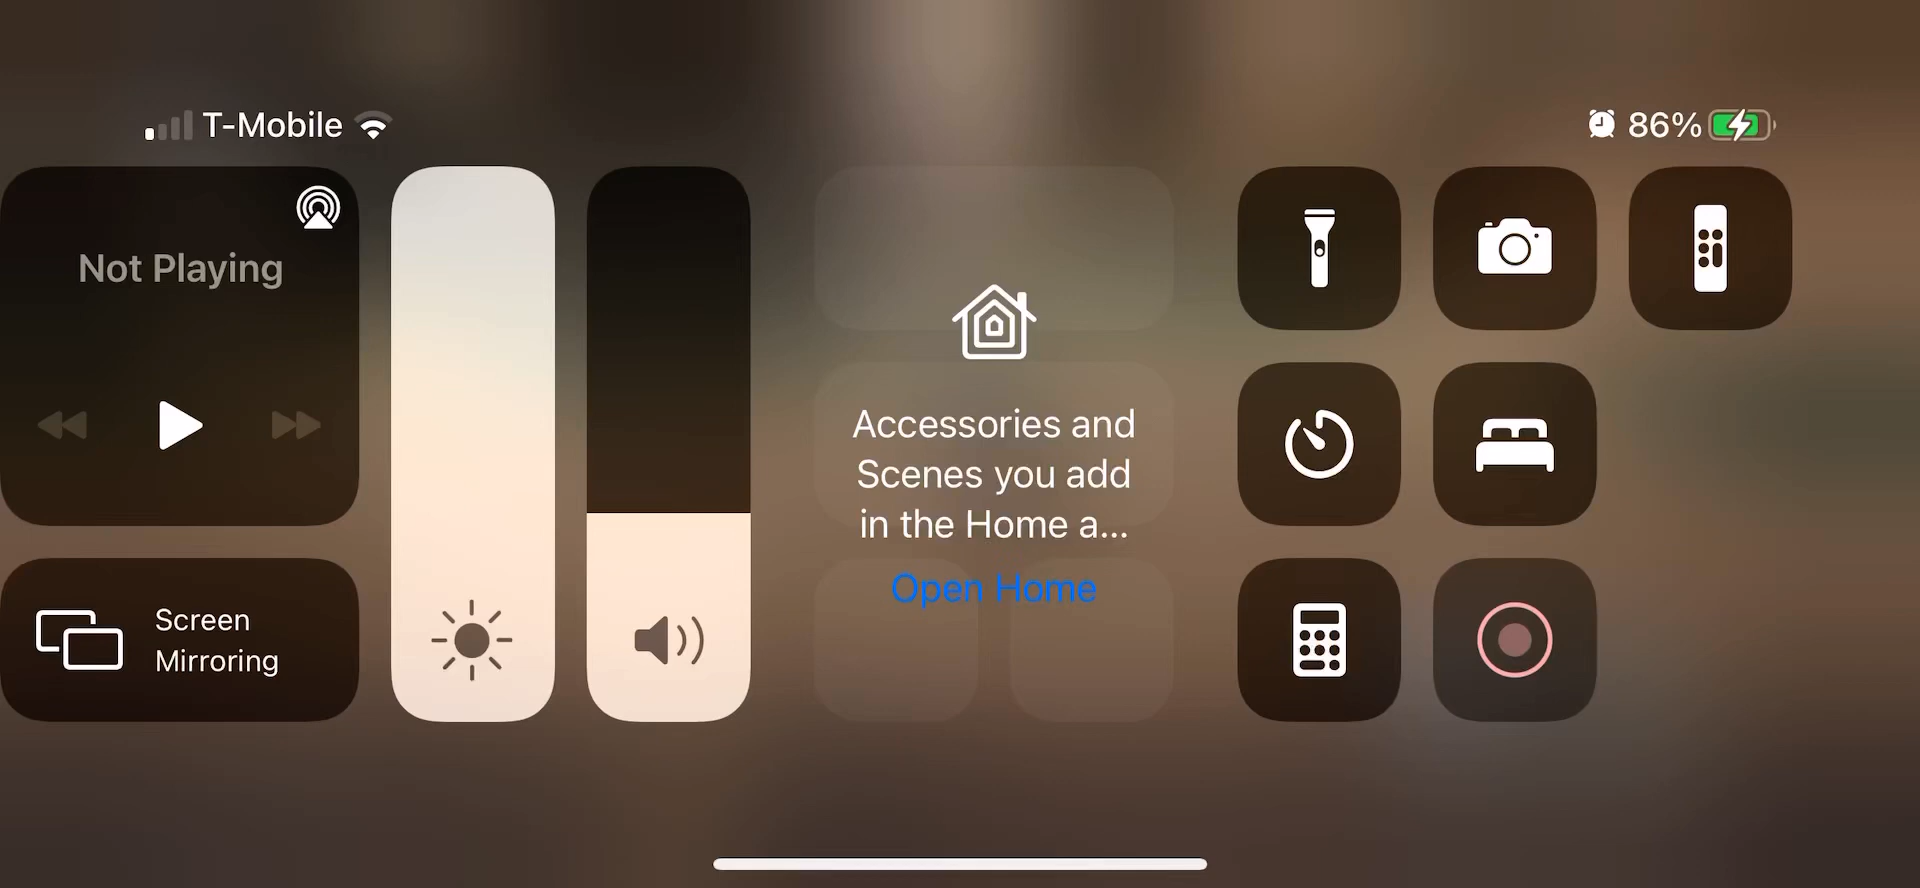 T-Mobile
86%
Not Playing
Screen
Mirroring
Accessories and
Scenes you add
in the Home a...
Open Home